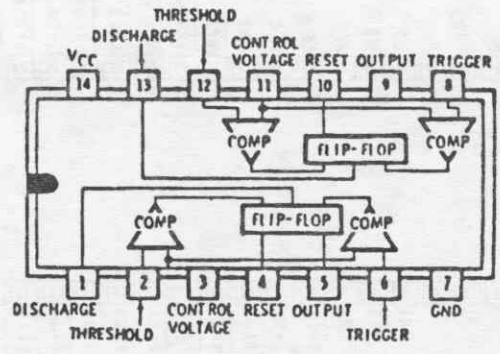 THRESHOLD
DISCHARGE
CONTROL
VCC VOLTAGE RESET OUTPUT TRIGGER
14 13 12 11 10 9 8
COMP FLIP-FLOP COMP
COMP FLIP-FLOP COMP
1 2 3 4 5 6 7
DISCHARGE CONTROL RESET OUTPUT GND
THRESHOLD VOLTAGE TRIGGER